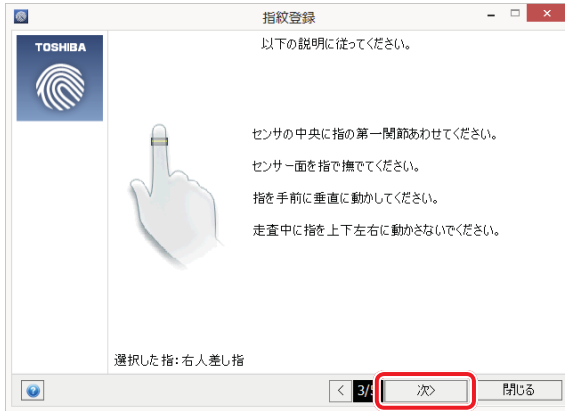 指紋登録
TOSHIBA
以下の説明に従ってください。
センサの中央に指の第一関節あわせてください。
センサー面を指で撫でてください。
指を手前に垂直に動かしてください。
走査中に指を上下左右に動かさないでください。
選択した指:右人差し指
< 3/5 次> 閉じる